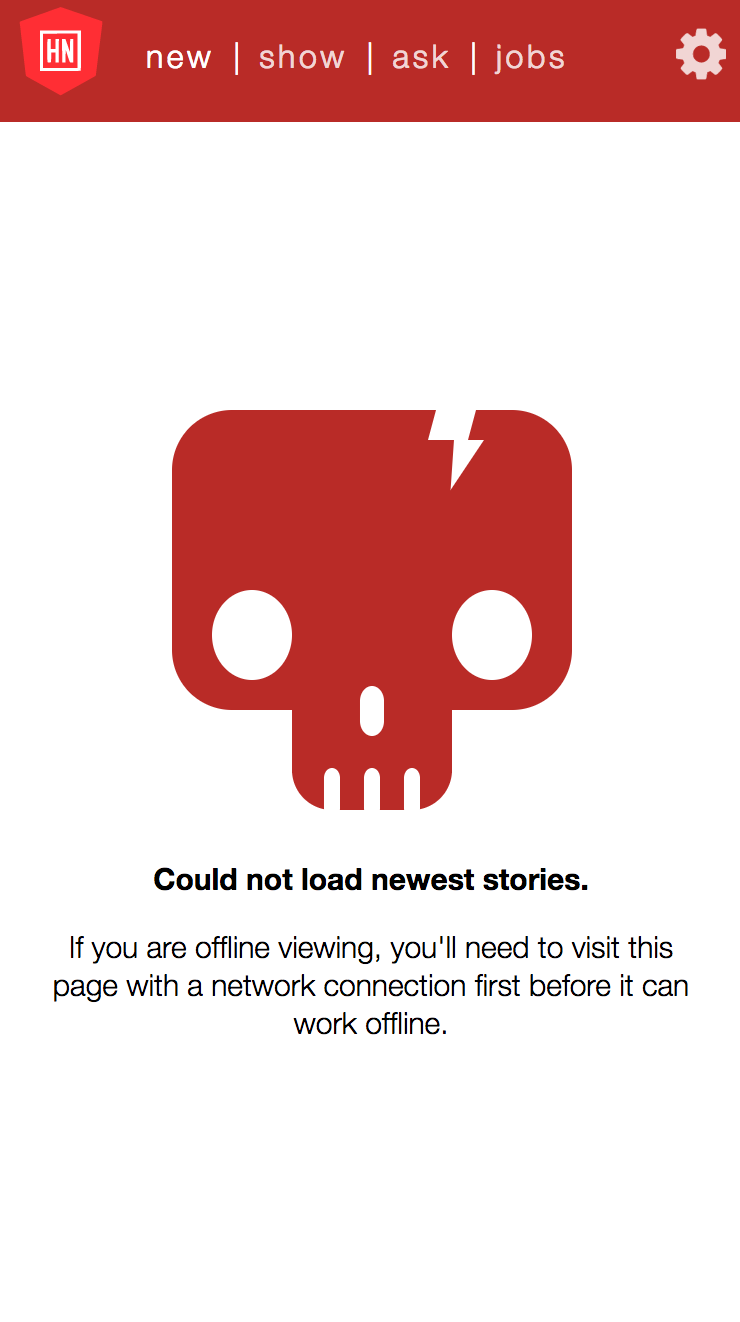 HN
new | show | ask | jobs
Could not load newest stories.
If you are offline viewing, you'll need to visit this
page with a network connection first before it can
work offline.